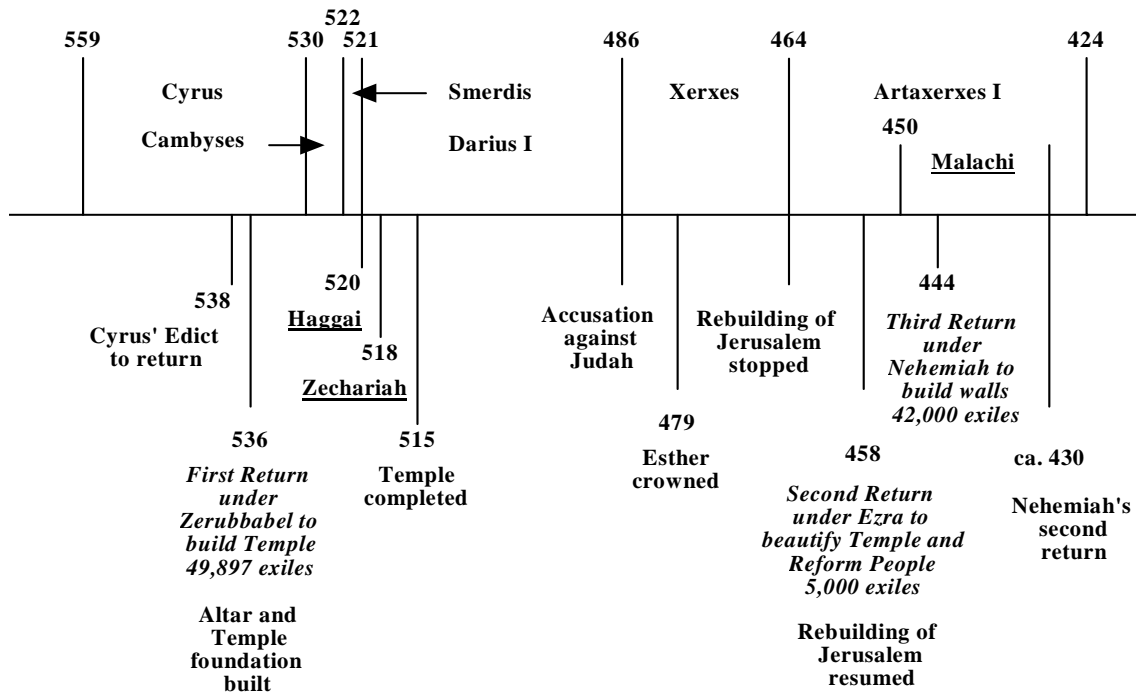 522
559 530 521 486 464 424
Cyrus Smerdis Xerxes Artaxerxes I
Cambyses Darius I 450
Malachi
538
Cyrus' Edict
to return
520
Haggai
518
Zechariah
536
First Return
under
Zerubbabel to
build Temple
49,897 exiles
Altar and
Temple
foundation
built
515
Temple
completed
Accusation
against
Judah
479
Esther
crowned
Rebuilding of
Jerusalem
stopped
458
Second Return
under Ezra to
beautify Temple and
Reform People
5,000 exiles
Rebuilding of
Jerusalem
resumed
444
Third Return
under
Nehemiah to
build walls
42,000 exiles
ca. 430
Nehemiah's
second
return